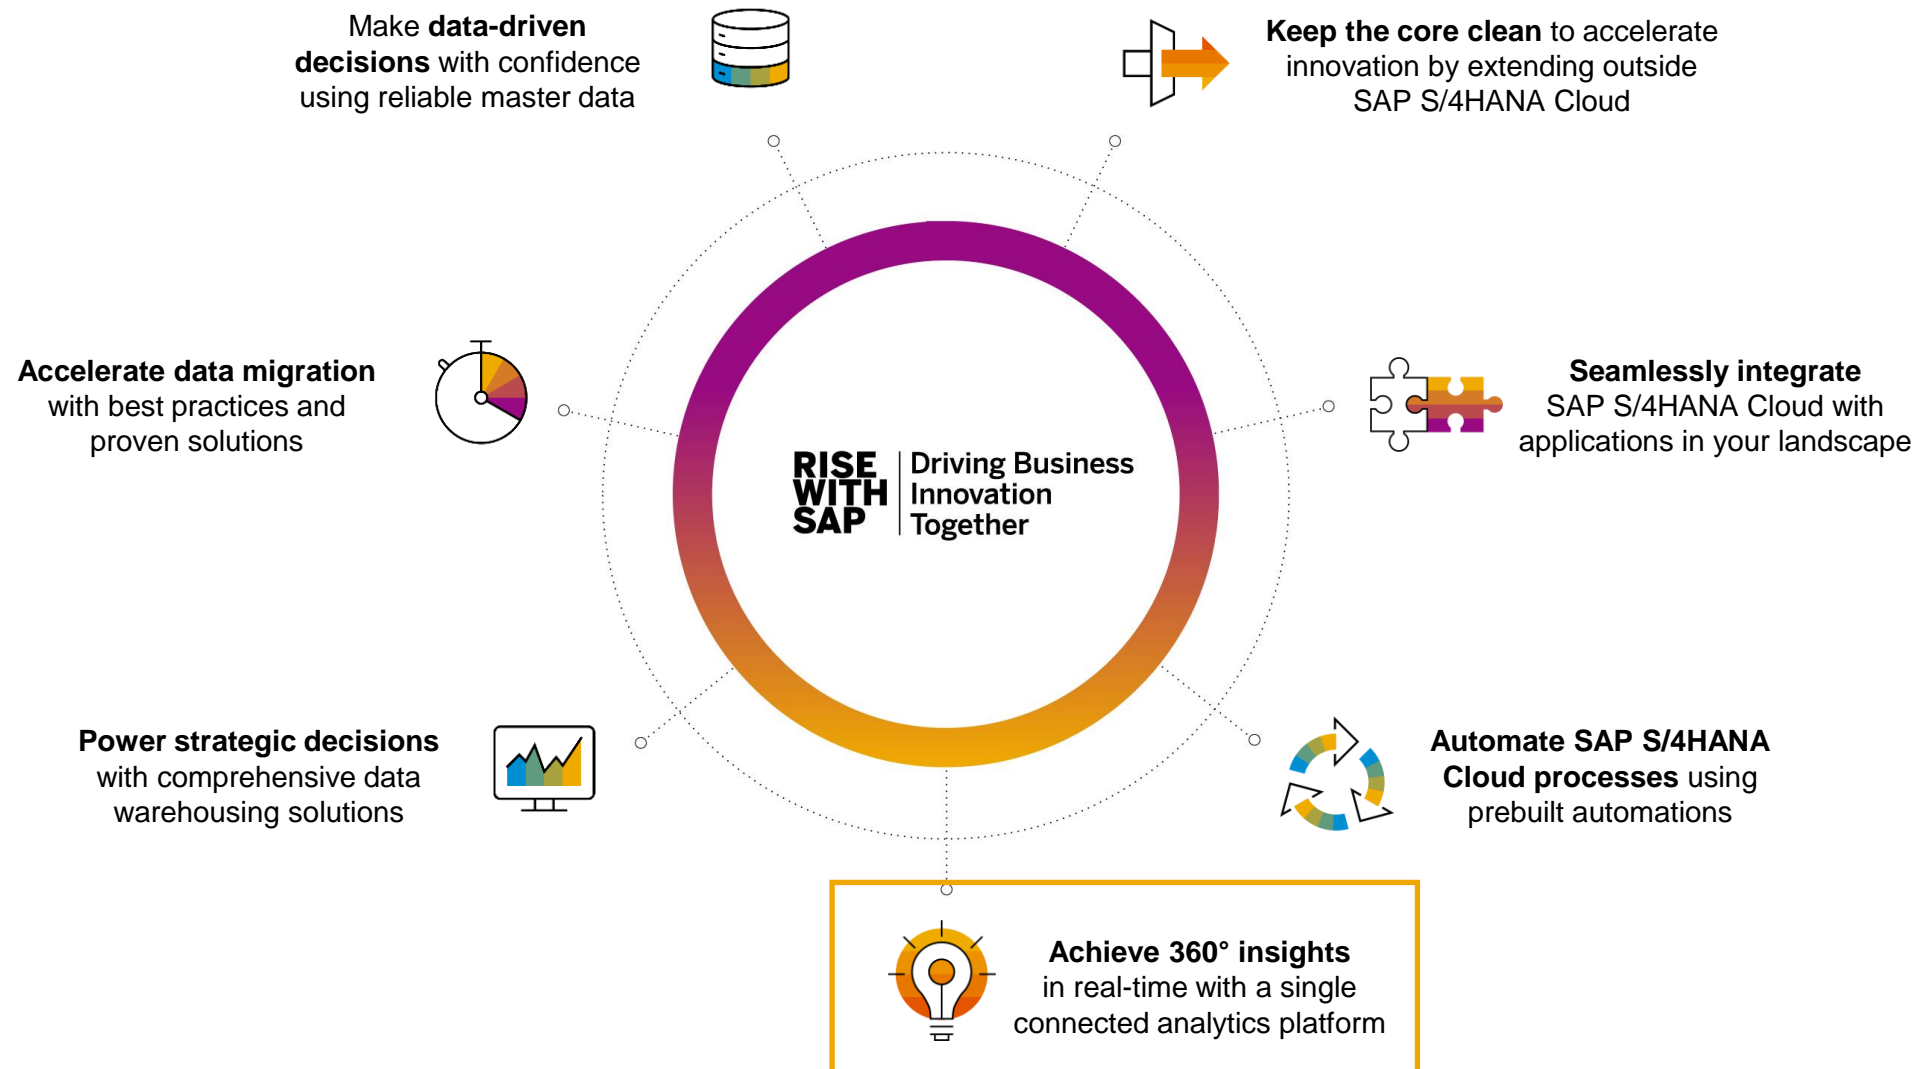 Make data-driven
decisions with confidence
using reliable master data
Keep the core clean to accelerate
innovation by extending outside
SAP S/4HANA Cloud
Accelerate data migration
with best practices and
proven solutions
Seamlessly integrate
SAP S/4HANA Cloud with
applications in your landscape
RISE
WITH
SAP
Driving Business
Innovation
Together
Power strategic decisions
with comprehensive data
warehousing solutions
Automate SAP S/4HANA
Cloud processes using
prebuilt automations
Achieve 360° insights
in real-time with a single
connected analytics platform